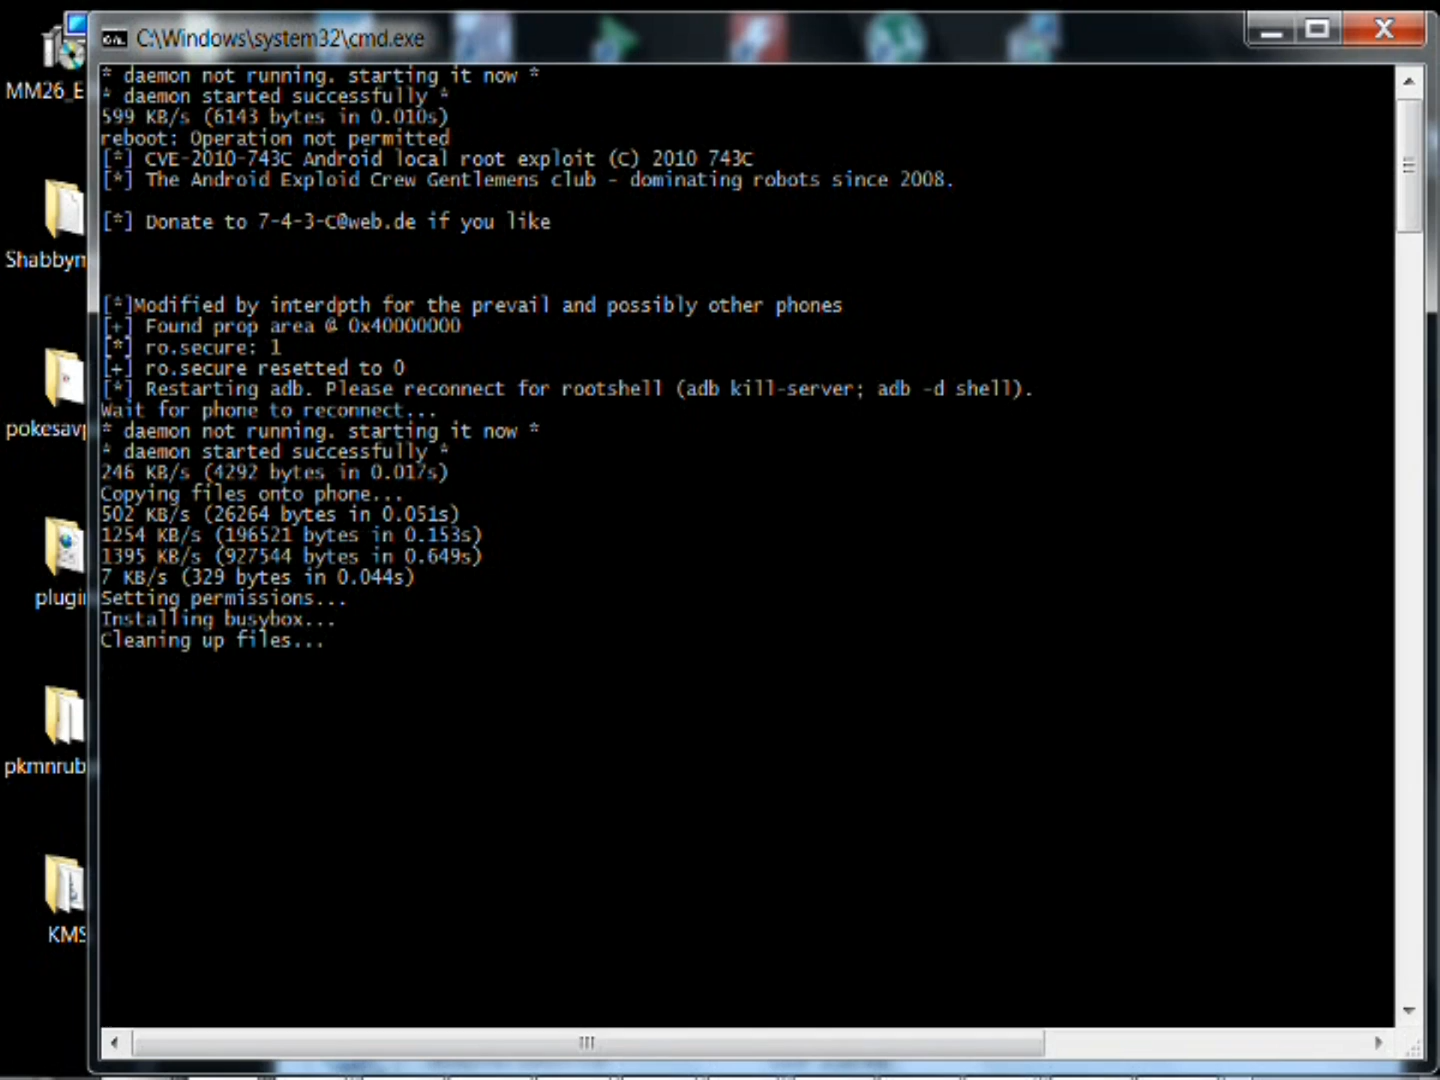 C:\Windows\system32\cmd.exe
* daemon not running. starting it now *
* daemon started successfully *
599 KB/s (6143 bytes in 0.010s)
reboot: Operation not permitted
[*] CVE-2010-743C Android local root exploit (C) 2010 743C
[*] The Android Exploid Crew Gentlemens club - dominating robots since 2008.
[*] Donate to 7-4-3-C@web.de if you like
[*]Modified by interdpth for the prevail and possibly other phones
[+] Found prop area @ 0x40000000
[*] ro.secure: 1
[+] ro.secure resetted to 0
[*] Restarting adb. Please reconnect for rootshell (adb kill-server; adb -d shell).
Wait for phone to reconnect...
* daemon not running. starting it now *
* daemon started successfully *
246 KB/s (4292 bytes in 0.017s)
Copying files onto phone...
502 KB/s (26264 bytes in 0.051s)
1254 KB/s (196521 bytes in 0.153s)
1395 KB/s (927544 bytes in 0.649s)
7 KB/s (329 bytes in 0.044s)
Setting permissions...
Installing busybox...
Cleaning up files...
MM26_E
Shabbyn
pokesavp
plugin
pkmnrub
KMS